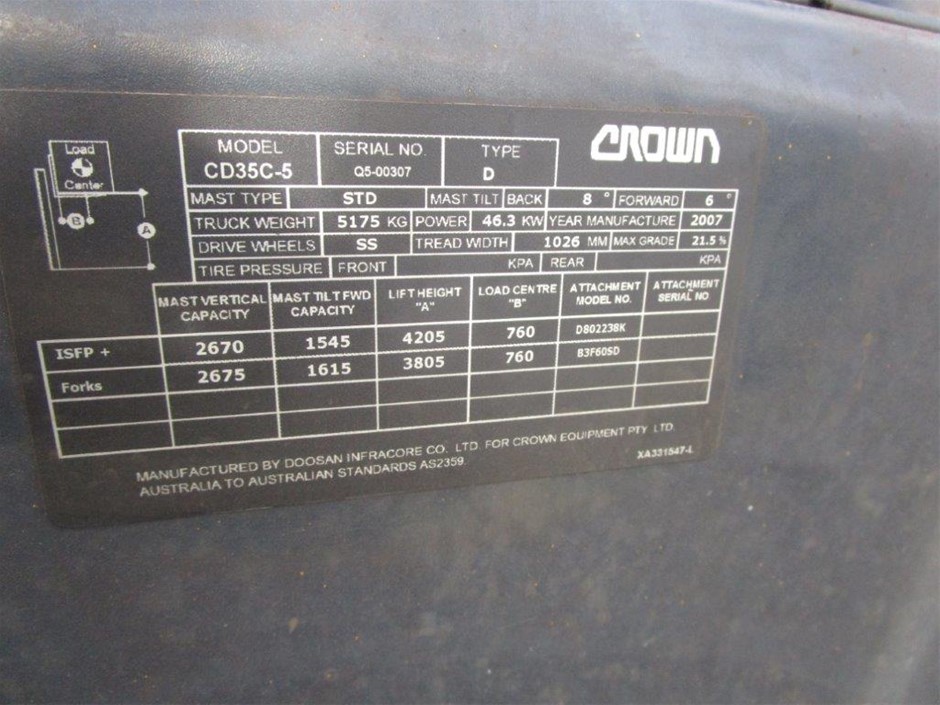 Load
Center
B
A
MODEL
CD35C-5
SERIAL NO.
Q5-00307
TYPE
D
CROWN
MAST TYPE STD MAST TILT BACK 8 ° FORWARD 6 °
TRUCK WEIGHT 5175 KG POWER 46.3 KW YEAR MANUFACTURE 2007
DRIVE WHEELS SS TREAD WIDTH 1026 MM MAX GRADE 21.5 %
TIRE PRESSURE FRONT KPA REAR KPA
MAST VERTICAL CAPACITY
MAST TILT FWD CAPACITY
LIFT HEIGHT "A"
LOAD CENTRE "B"
ATTACHMENT MODEL NO.
ATTACHMENT SERIAL NO.
ISFP + 2670 1545 4205 760 D802238K
Forks 2675 1615 3805 760 B3F60SD
MANUFACTURED BY DOOSAN INFRACORE CO. LTD. FOR CROWN EQUIPMENT PTY. LTD.
AUSTRALIA TO AUSTRALIAN STANDARDS AS2359.
XA331547-L